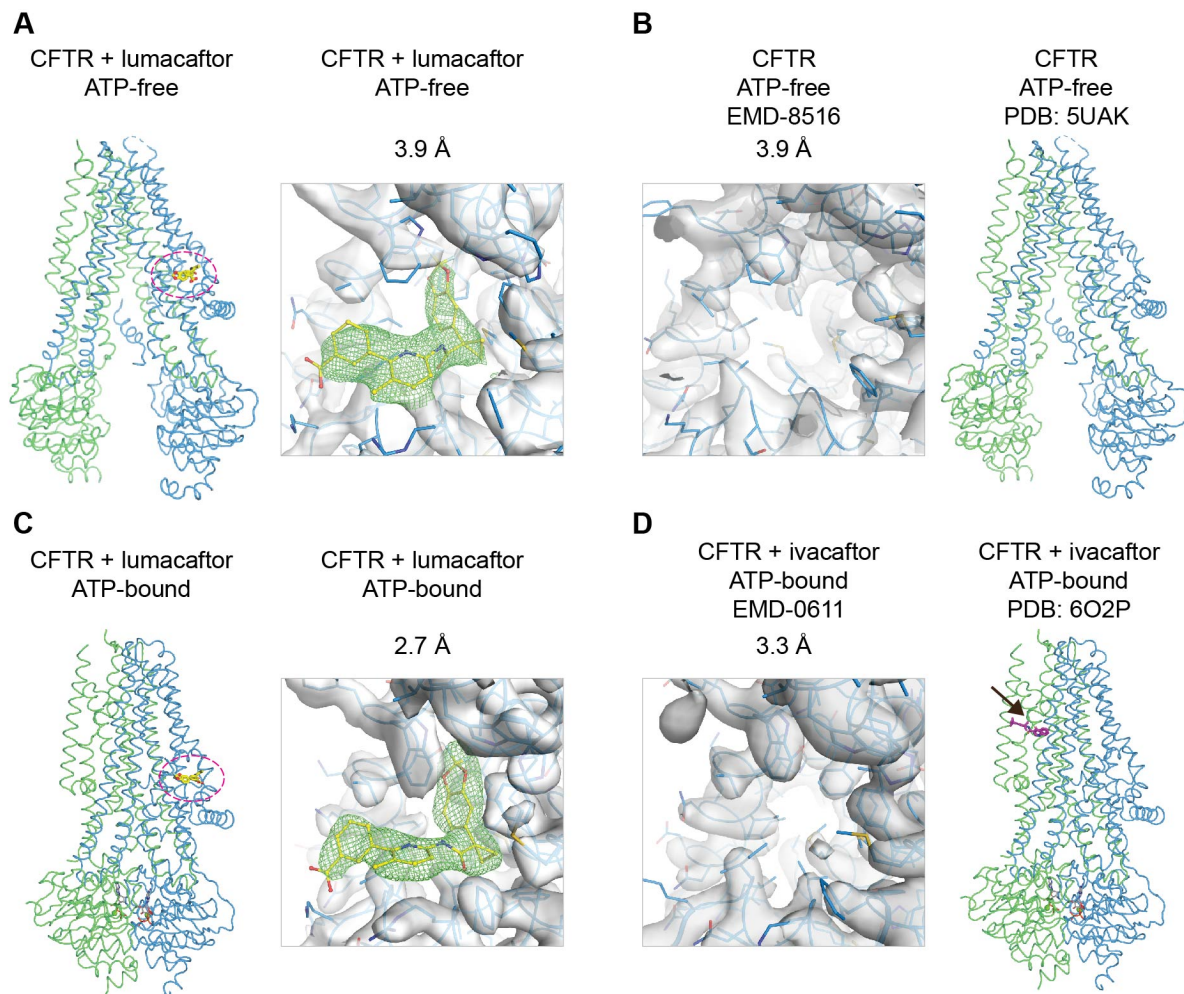 A
CFTR + lumacaftor
ATP-free
CFTR + lumacaftor
ATP-free
3.9 Å
B
CFTR
ATP-free
EMD-8516
3.9 Å
CFTR
ATP-free
PDB: 5UAK
C
CFTR + lumacaftor
ATP-bound
CFTR + lumacaftor
ATP-bound
2.7 Å
D
CFTR + ivacaftor
ATP-bound
EMD-0611
3.3 Å
CFTR + ivacaftor
ATP-bound
PDB: 6O2P